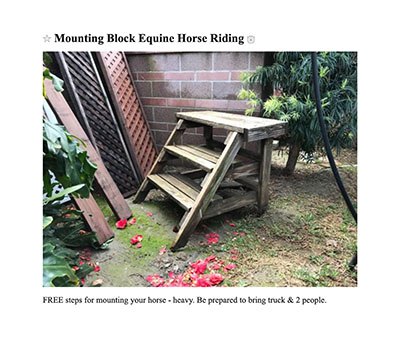 Mounting Block Equine Horse Riding
FREE steps for mounting your horse - heavy. Be prepared to bring truck & 2 people.